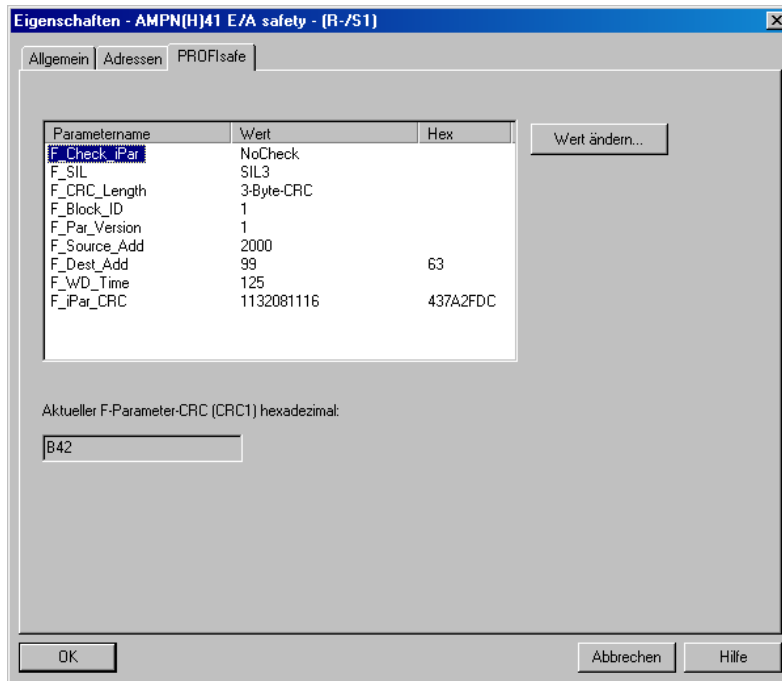 Eigenschaften - AMPN(H)41 E/A safety - (R-/S1)
Allgemein Adressen PROFIsafe
Parametername Wert Hex
Wert ändern...
F_Check_iPar NoCheck
F_SIL SIL3
F_CRC_Length 3-Byte-CRC
F_Block_ID 1
F_Par_Version 1
F_Source_Add 2000
F_Dest_Add 99 63
F_WD_Time 125
F_iPar_CRC 1132081116 437A2FDC
Aktueller F-Parameter-CRC (CRC1) hexadezimal:
B42
OK Abbrechen Hilfe